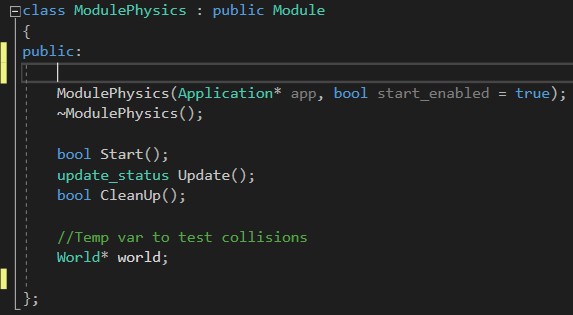 class ModulePhysics : public Module
{
public:
ModulePhysics(Application* app, bool start_enabled = true);
~ModulePhysics();
bool Start();
update_status Update();
bool CleanUp();
//Temp var to test collisions
World* world;
};